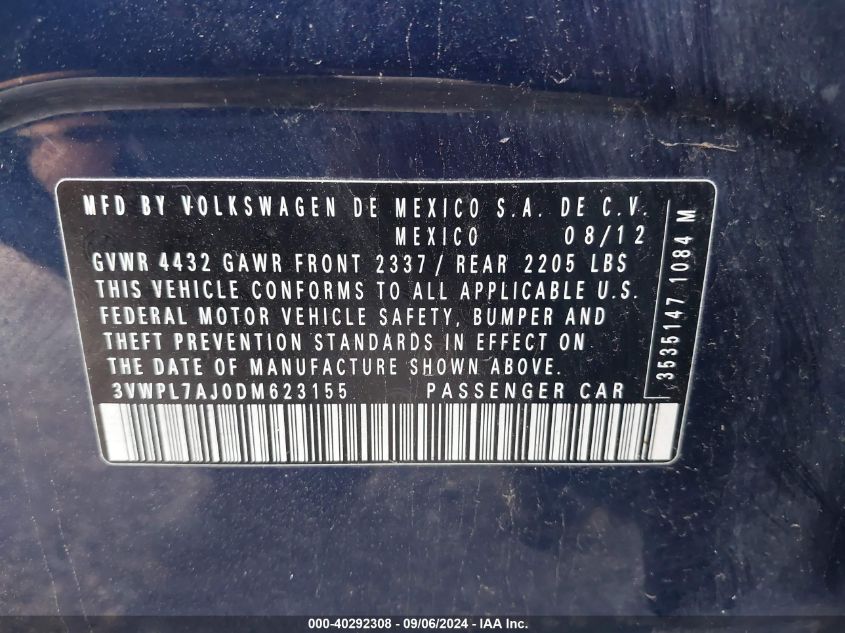 MFD BY VOLKSWAGEN DE MEXICO S.A. DE C.V.
MEXICO 08/12
GVWR 4432 GAWR FRONT 2337/ REAR 2205 LBS
THIS VEHICLE CONFORMS TO ALL APPLICABLE U.S.
FEDERAL MOTOR VEHICLE SAFETY, BUMPER AND
THEFT PREVENTION STANDARDS IN EFFECT ON
THE DATE OF MANUFACTURE SHOWN ABOVE.
3VWPL7AJ0DM623155 PASSENGER CAR
3535147 1084 M
000-40292308 - 09/06/2024 - IAA Inc.